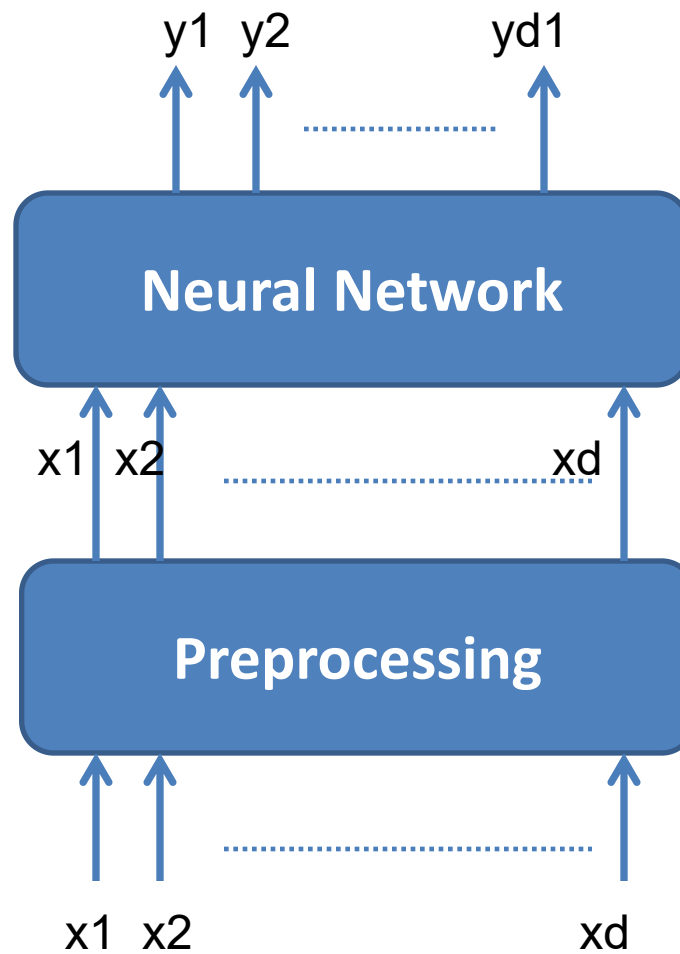 y1 y2 yd1
Neural Network
x1 x2 xd
Preprocessing
x1 x2 xd